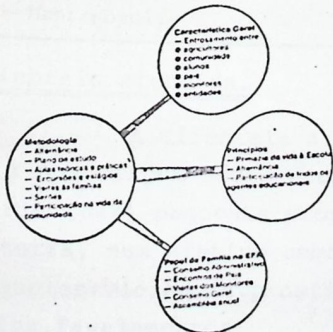 Característica Geral
— Entrosamento entre
● agricultores
● comunidade
● alunos
● pais
● monitores
● entidades
Metodologia
— Alternância
— Plano de estudo
— Aulas teóricas e práticas
— Excursões e estágios
— Visitas às famílias
— Serões
— Participação na vida da
comunidade
Princípios
— Primazia da vida à Escola
— Alternância
— Participação de todos os
agentes educacionais
Papel da Família na EFA
— Conselho Administrativo
— Encontros de Pais
— Visitas dos Monitores
— Conselho Geral
— Assembléia anual